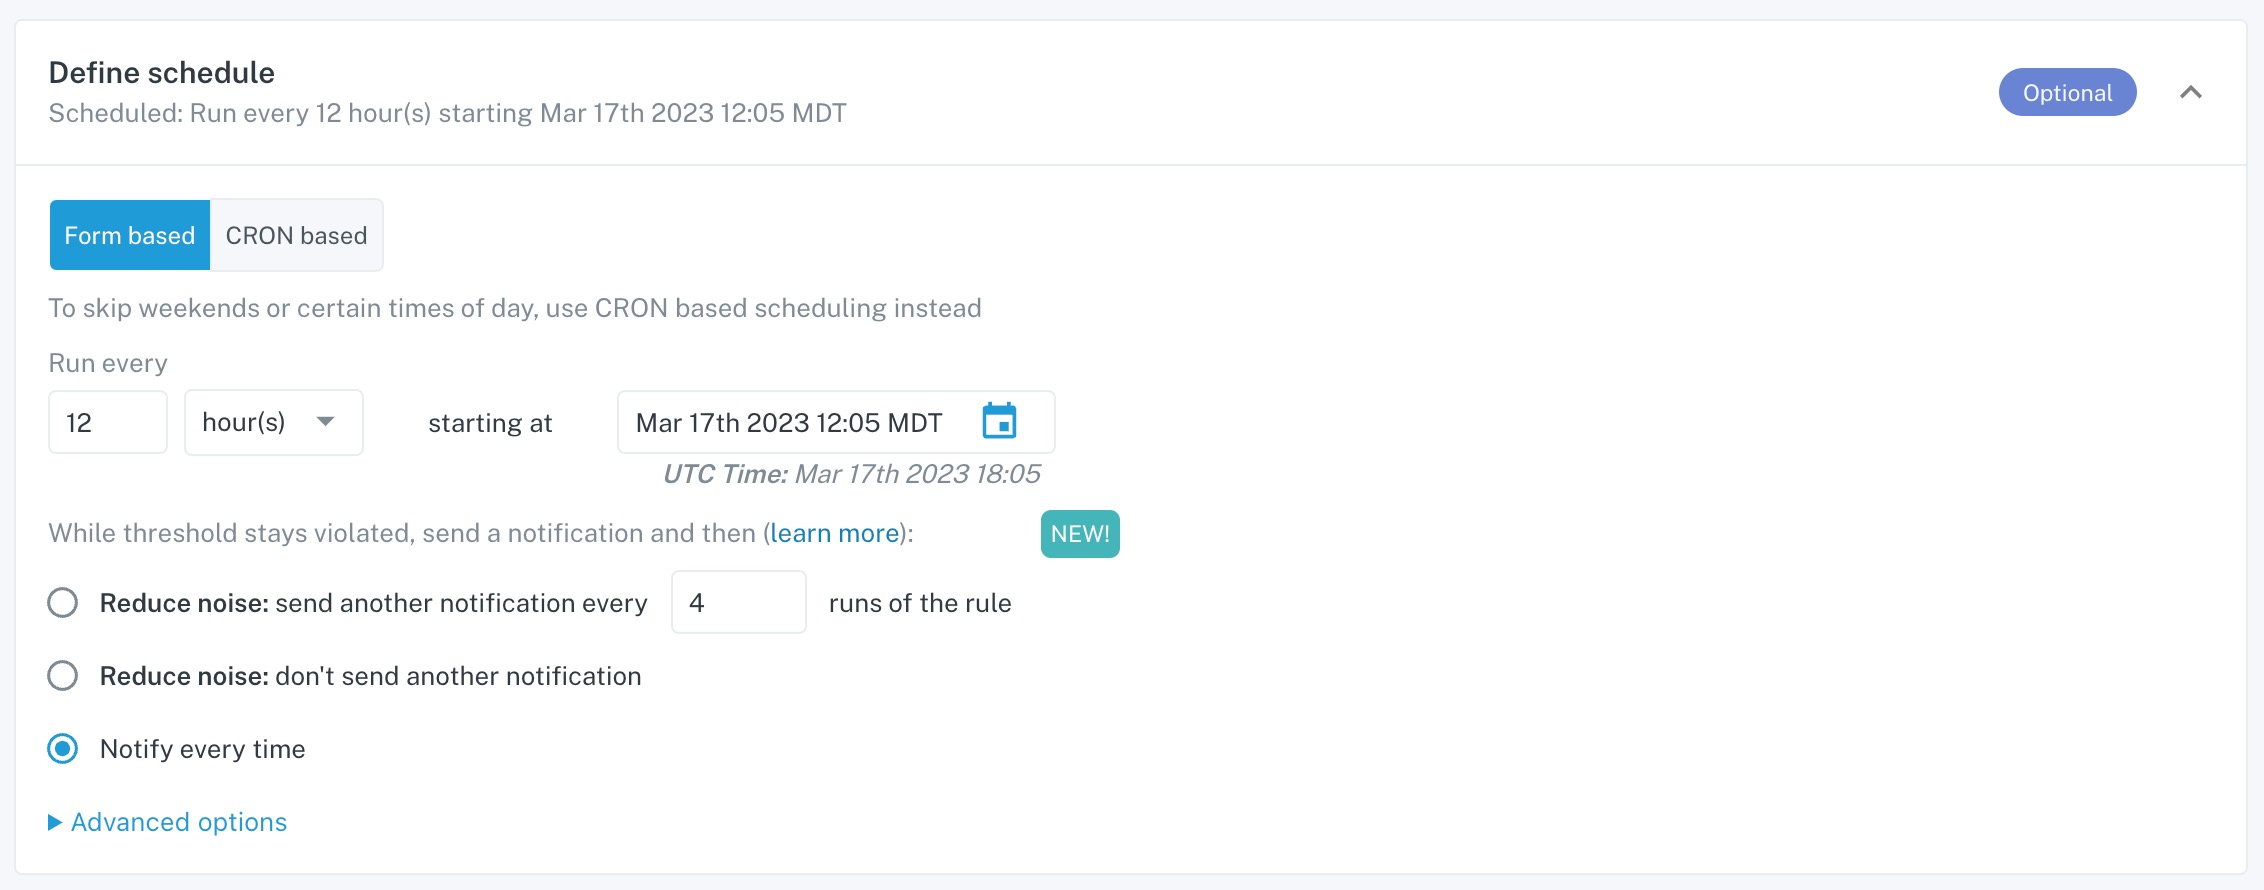 Define schedule
Scheduled: Run every 12 hour(s) starting Mar 17th 2023 12:05 MDT
Optional
Form based CRON based
To skip weekends or certain times of day, use CRON based scheduling instead
Run every
12 hour(s) starting at Mar 17th 2023 12:05 MDT
UTC Time: Mar 17th 2023 18:05
While threshold stays violated, send a notification and then (learn more): NEW!
Reduce noise: send another notification every 4 runs of the rule
Reduce noise: don't send another notification
Notify every time
Advanced options